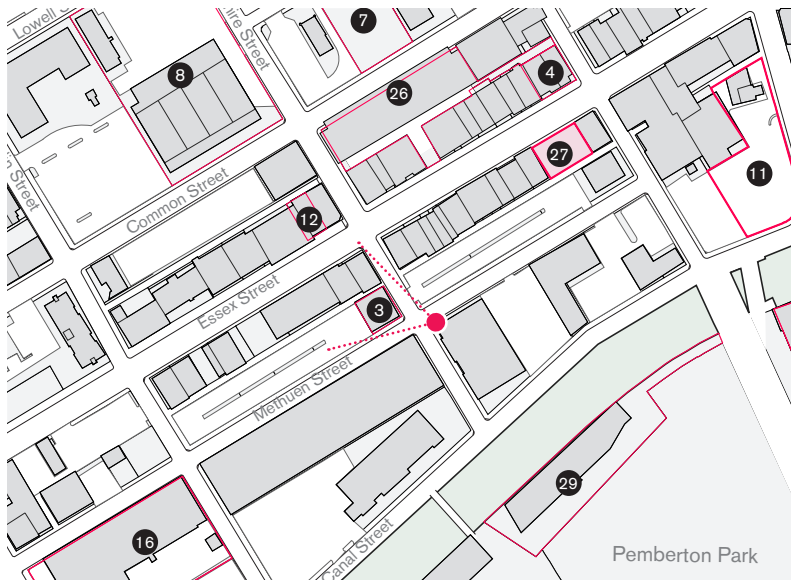 Lowell S
ire Street
7
8
4
26
27
11
in Street
Common Street
12
Essex Street
3
Methuen Street
29
16
Canal Street
Pemberton Park